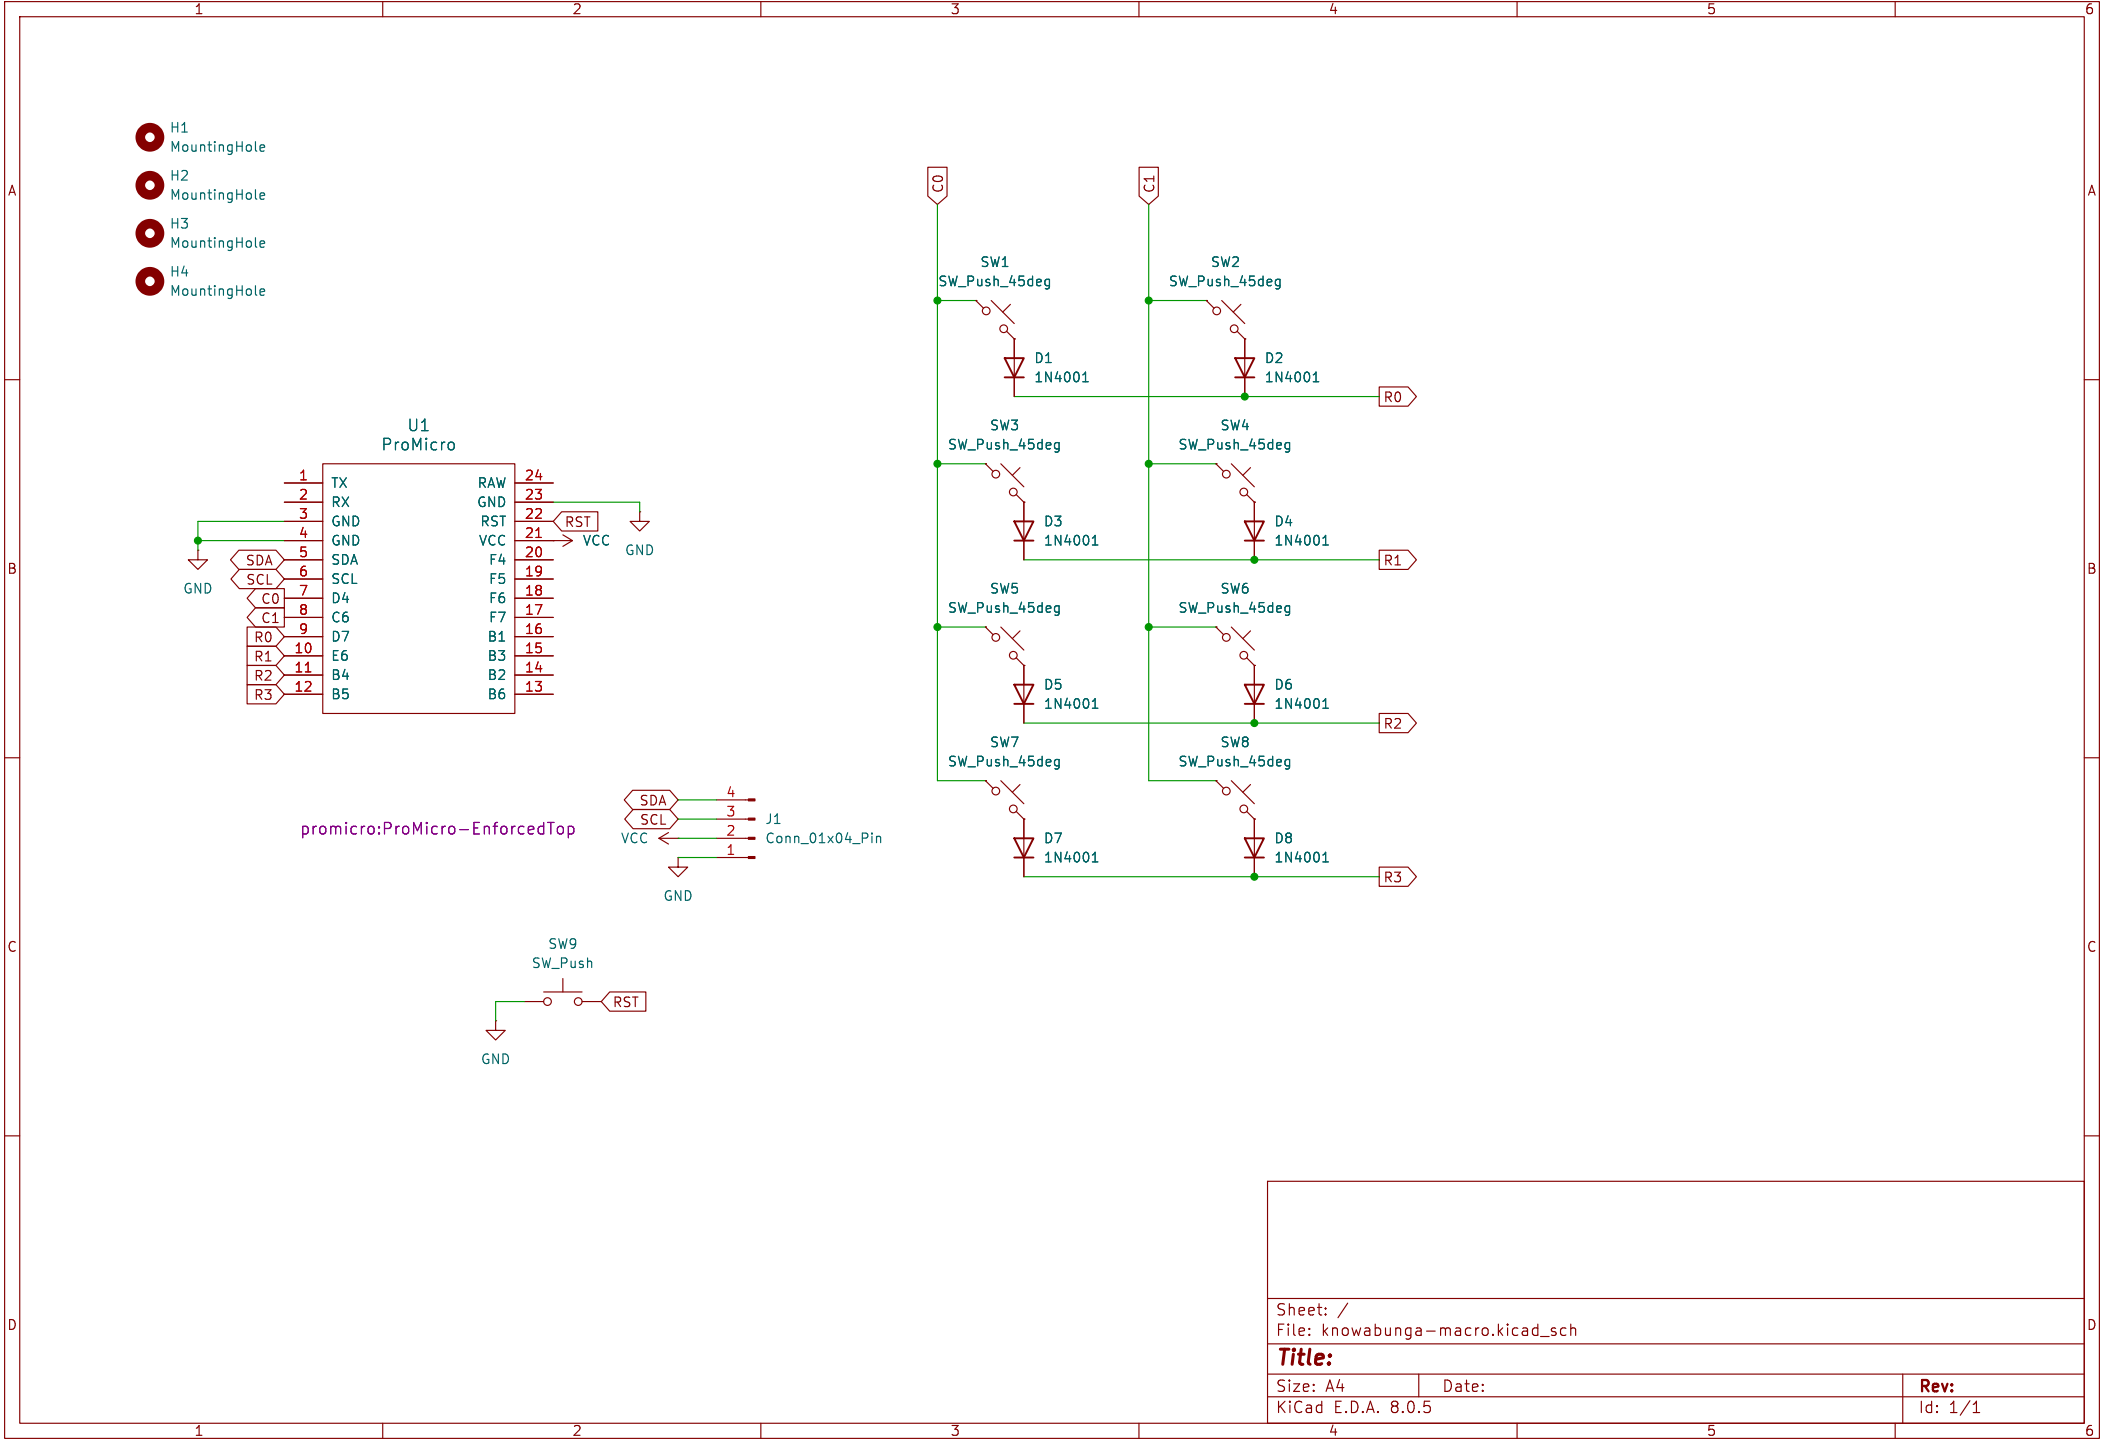 1 2 3 4 5 6
H1
MountingHole
H2
MountingHole
H3
MountingHole
H4
MountingHole
A A
B B
C C
D D
C0 C1
SW1
SW_Push_45deg
SW2
SW_Push_45deg
D1
1N4001
D2
1N4001
R0
SW3
SW_Push_45deg
SW4
SW_Push_45deg
D3
1N4001
D4
1N4001
R1
SW5
SW_Push_45deg
SW6
SW_Push_45deg
D5
1N4001
D6
1N4001
R2
SW7
SW_Push_45deg
SW8
SW_Push_45deg
D7
1N4001
D8
1N4001
R3
U1
ProMicro
1 TX RAW 24
2 RX GND 23
3 GND RST 22 RST
4 GND VCC 21 VCC
SDA 5 SDA F4 20
SCL 6 SCL F5 19
C0 7 D4 F6 18
C1 8 C6 F7 17
R0 9 D7 B1 16
R1 10 E6 B3 15
R2 11 B4 B2 14
R3 12 B5 B6 13
GND
GND
promicro:ProMicro-EnforcedTop
SDA 4
SCL 3
VCC 2
1
J1
Conn_01x04_Pin
GND
SW9
SW_Push
RST
GND
Sheet: /
File: knowabunga-macro.kicad_sch
Title:
Size: A4 Date: Rev:
KiCad E.D.A. 8.0.5 Id: 1/1
1 2 3 4 5 6